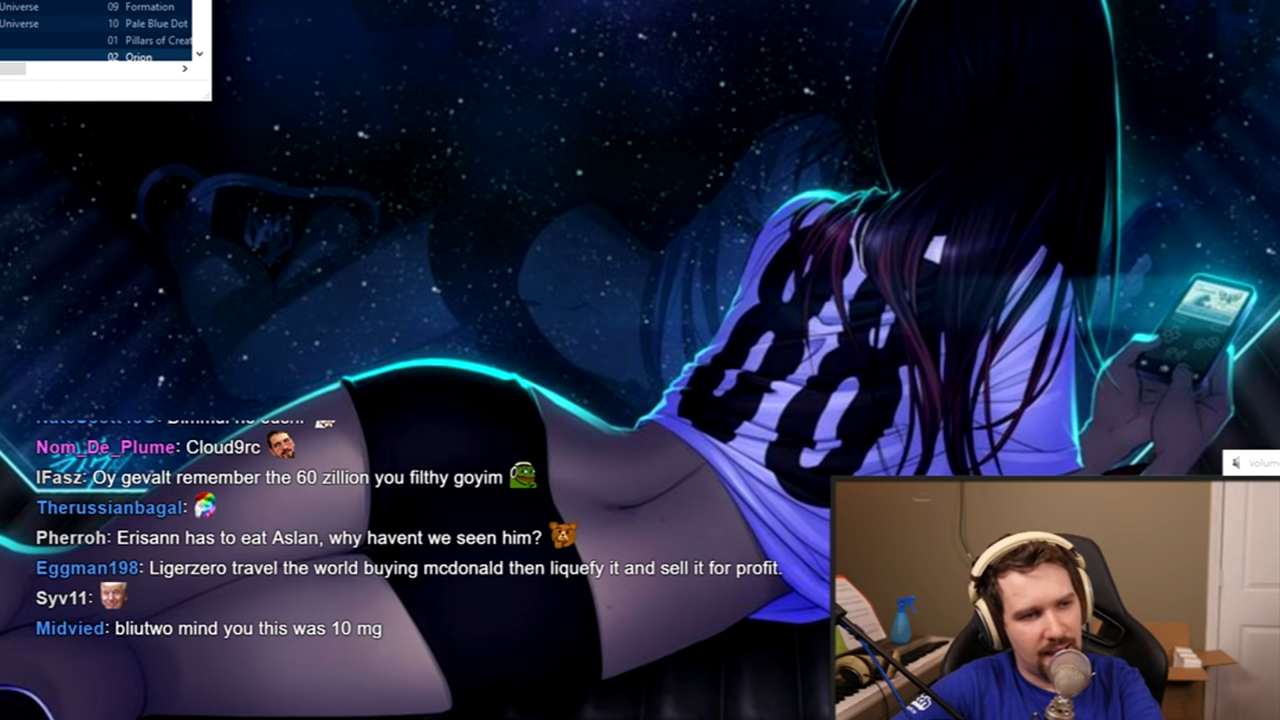 Universe 09 Formation
Universe 10 Pale Blue Dot
01 Pillars of Creat
02 Orion
Nom_De_Plume: Cloud9rc
IFasz: Oy gevalt remember the 60 zillion you filthy goyim
Therussianbagal:
Pherroh: Erisann has to eat Aslan, why havent we seen him?
Eggman198: Ligerzero travel the world buying mcdonald then liquefy it and sell it for profit.
Syv11:
Midvied: bliutwo mind you this was 10 mg
Volume